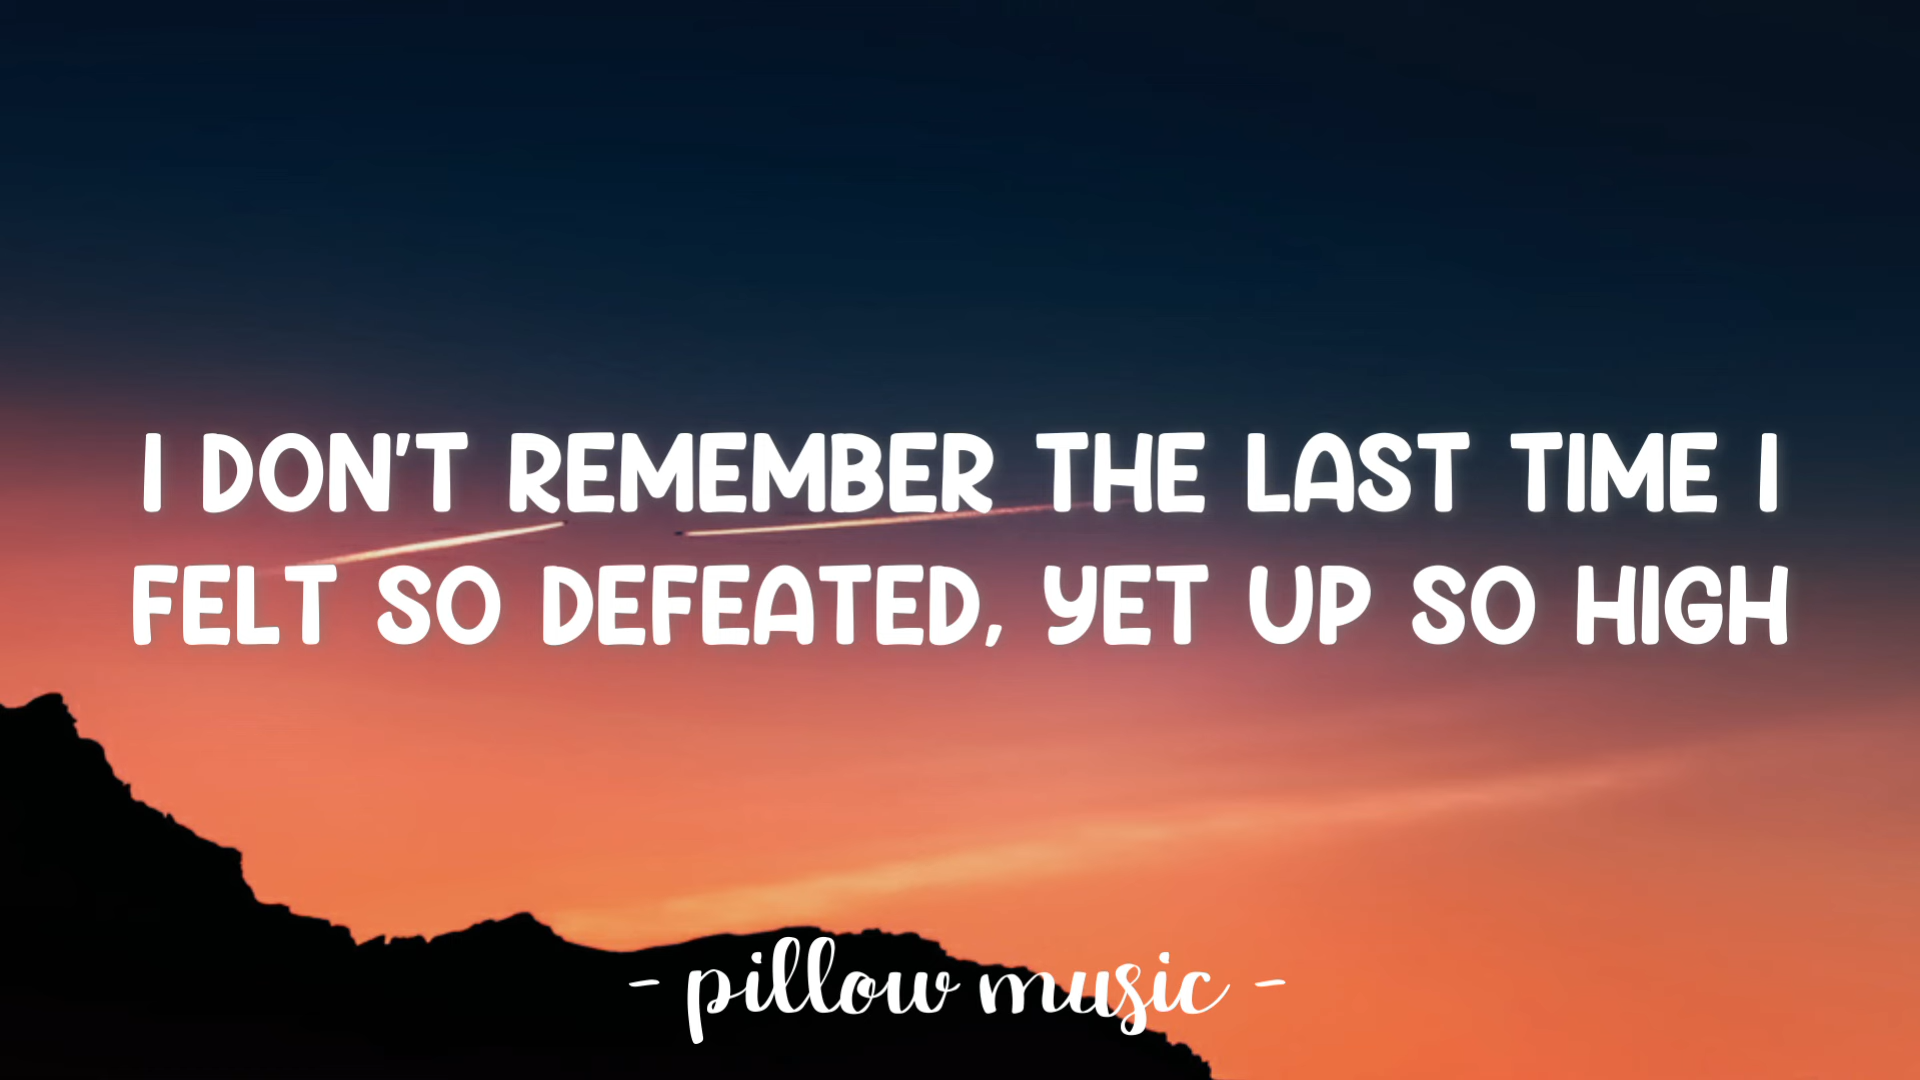 I DON'T REMEMBER THE LAST TIME I
FELT SO DEFEATED, YET UP SO HIGH
- pillow music -